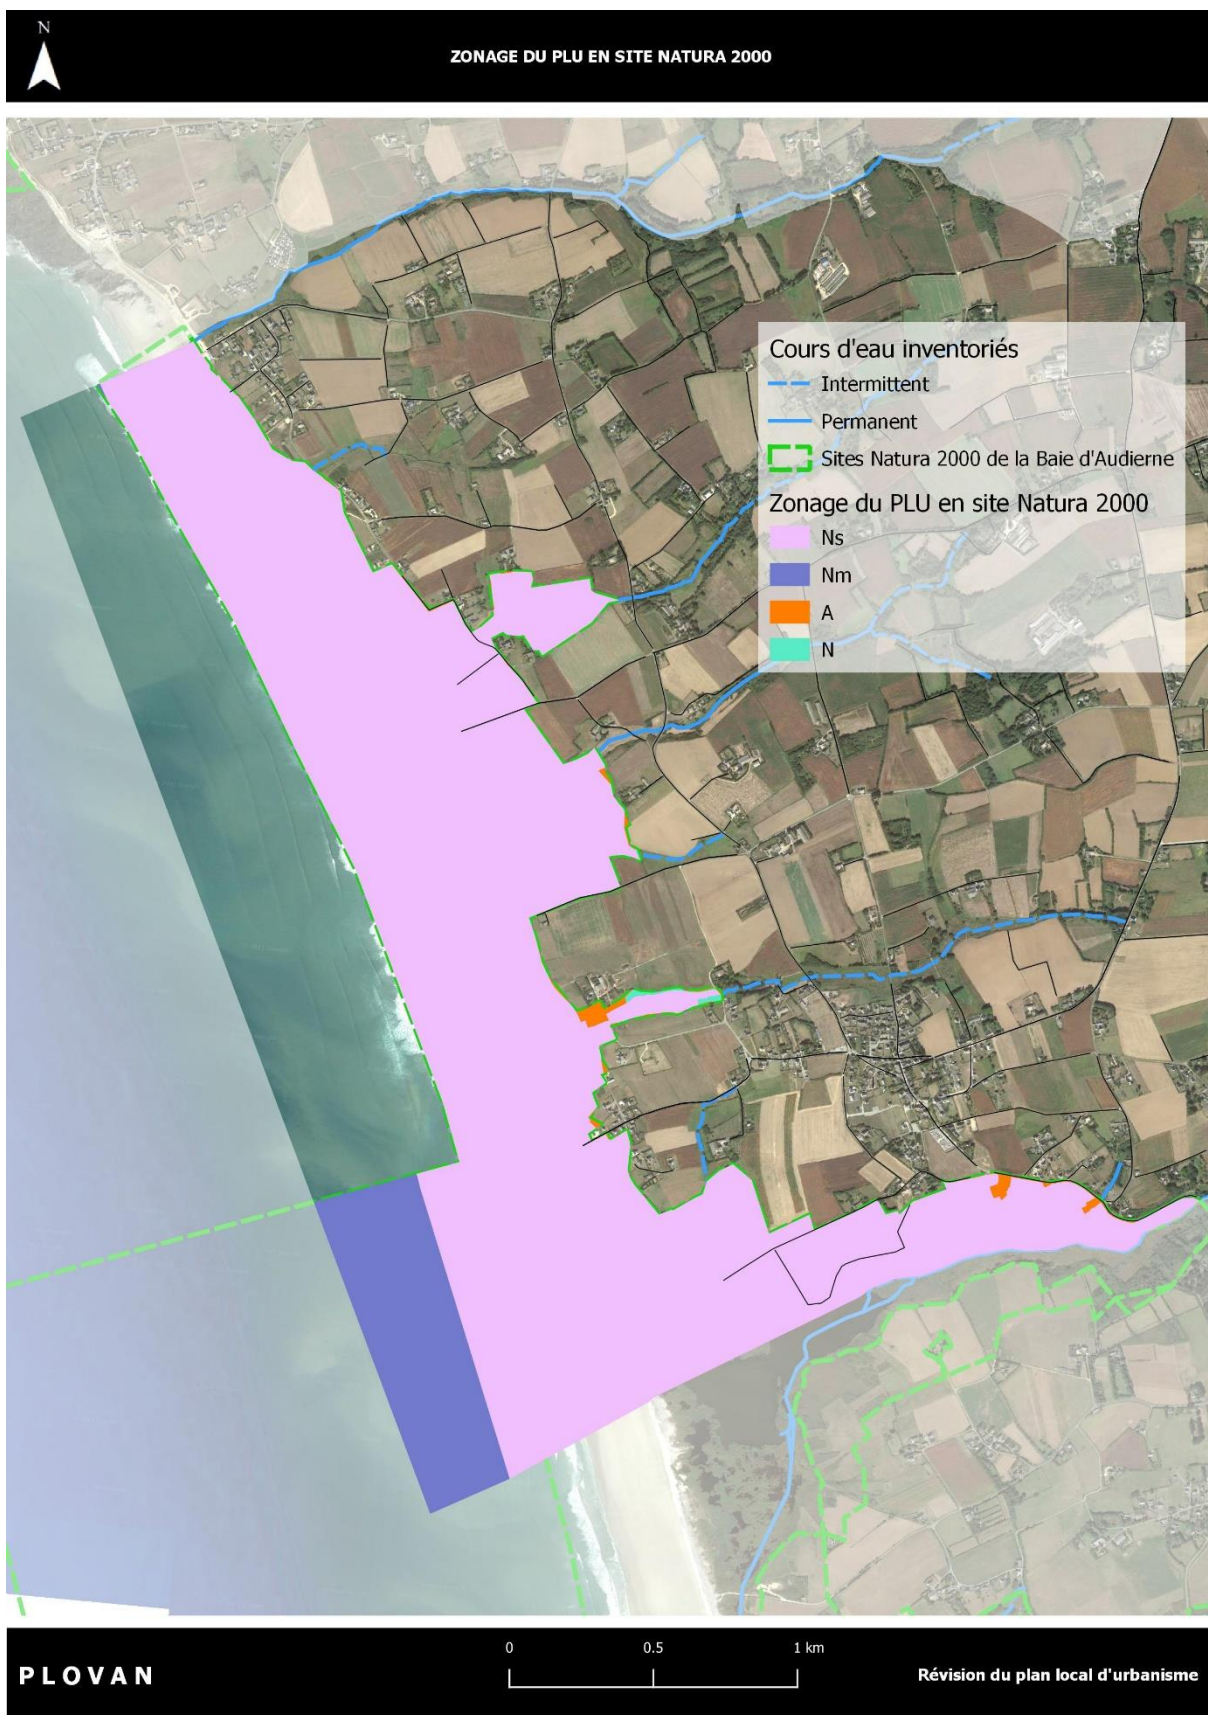 N
ZONAGE DU PLU EN SITE NATURA 2000
Cours d'eau inventoriés
Intermittent
Permanent
Sites Natura 2000 de la Baie d'Audierne
Zonage du PLU en site Natura 2000
Ns
Nm
A
N
0 0.5 1 km
PLOVAN
Révision du plan local d'urbanisme